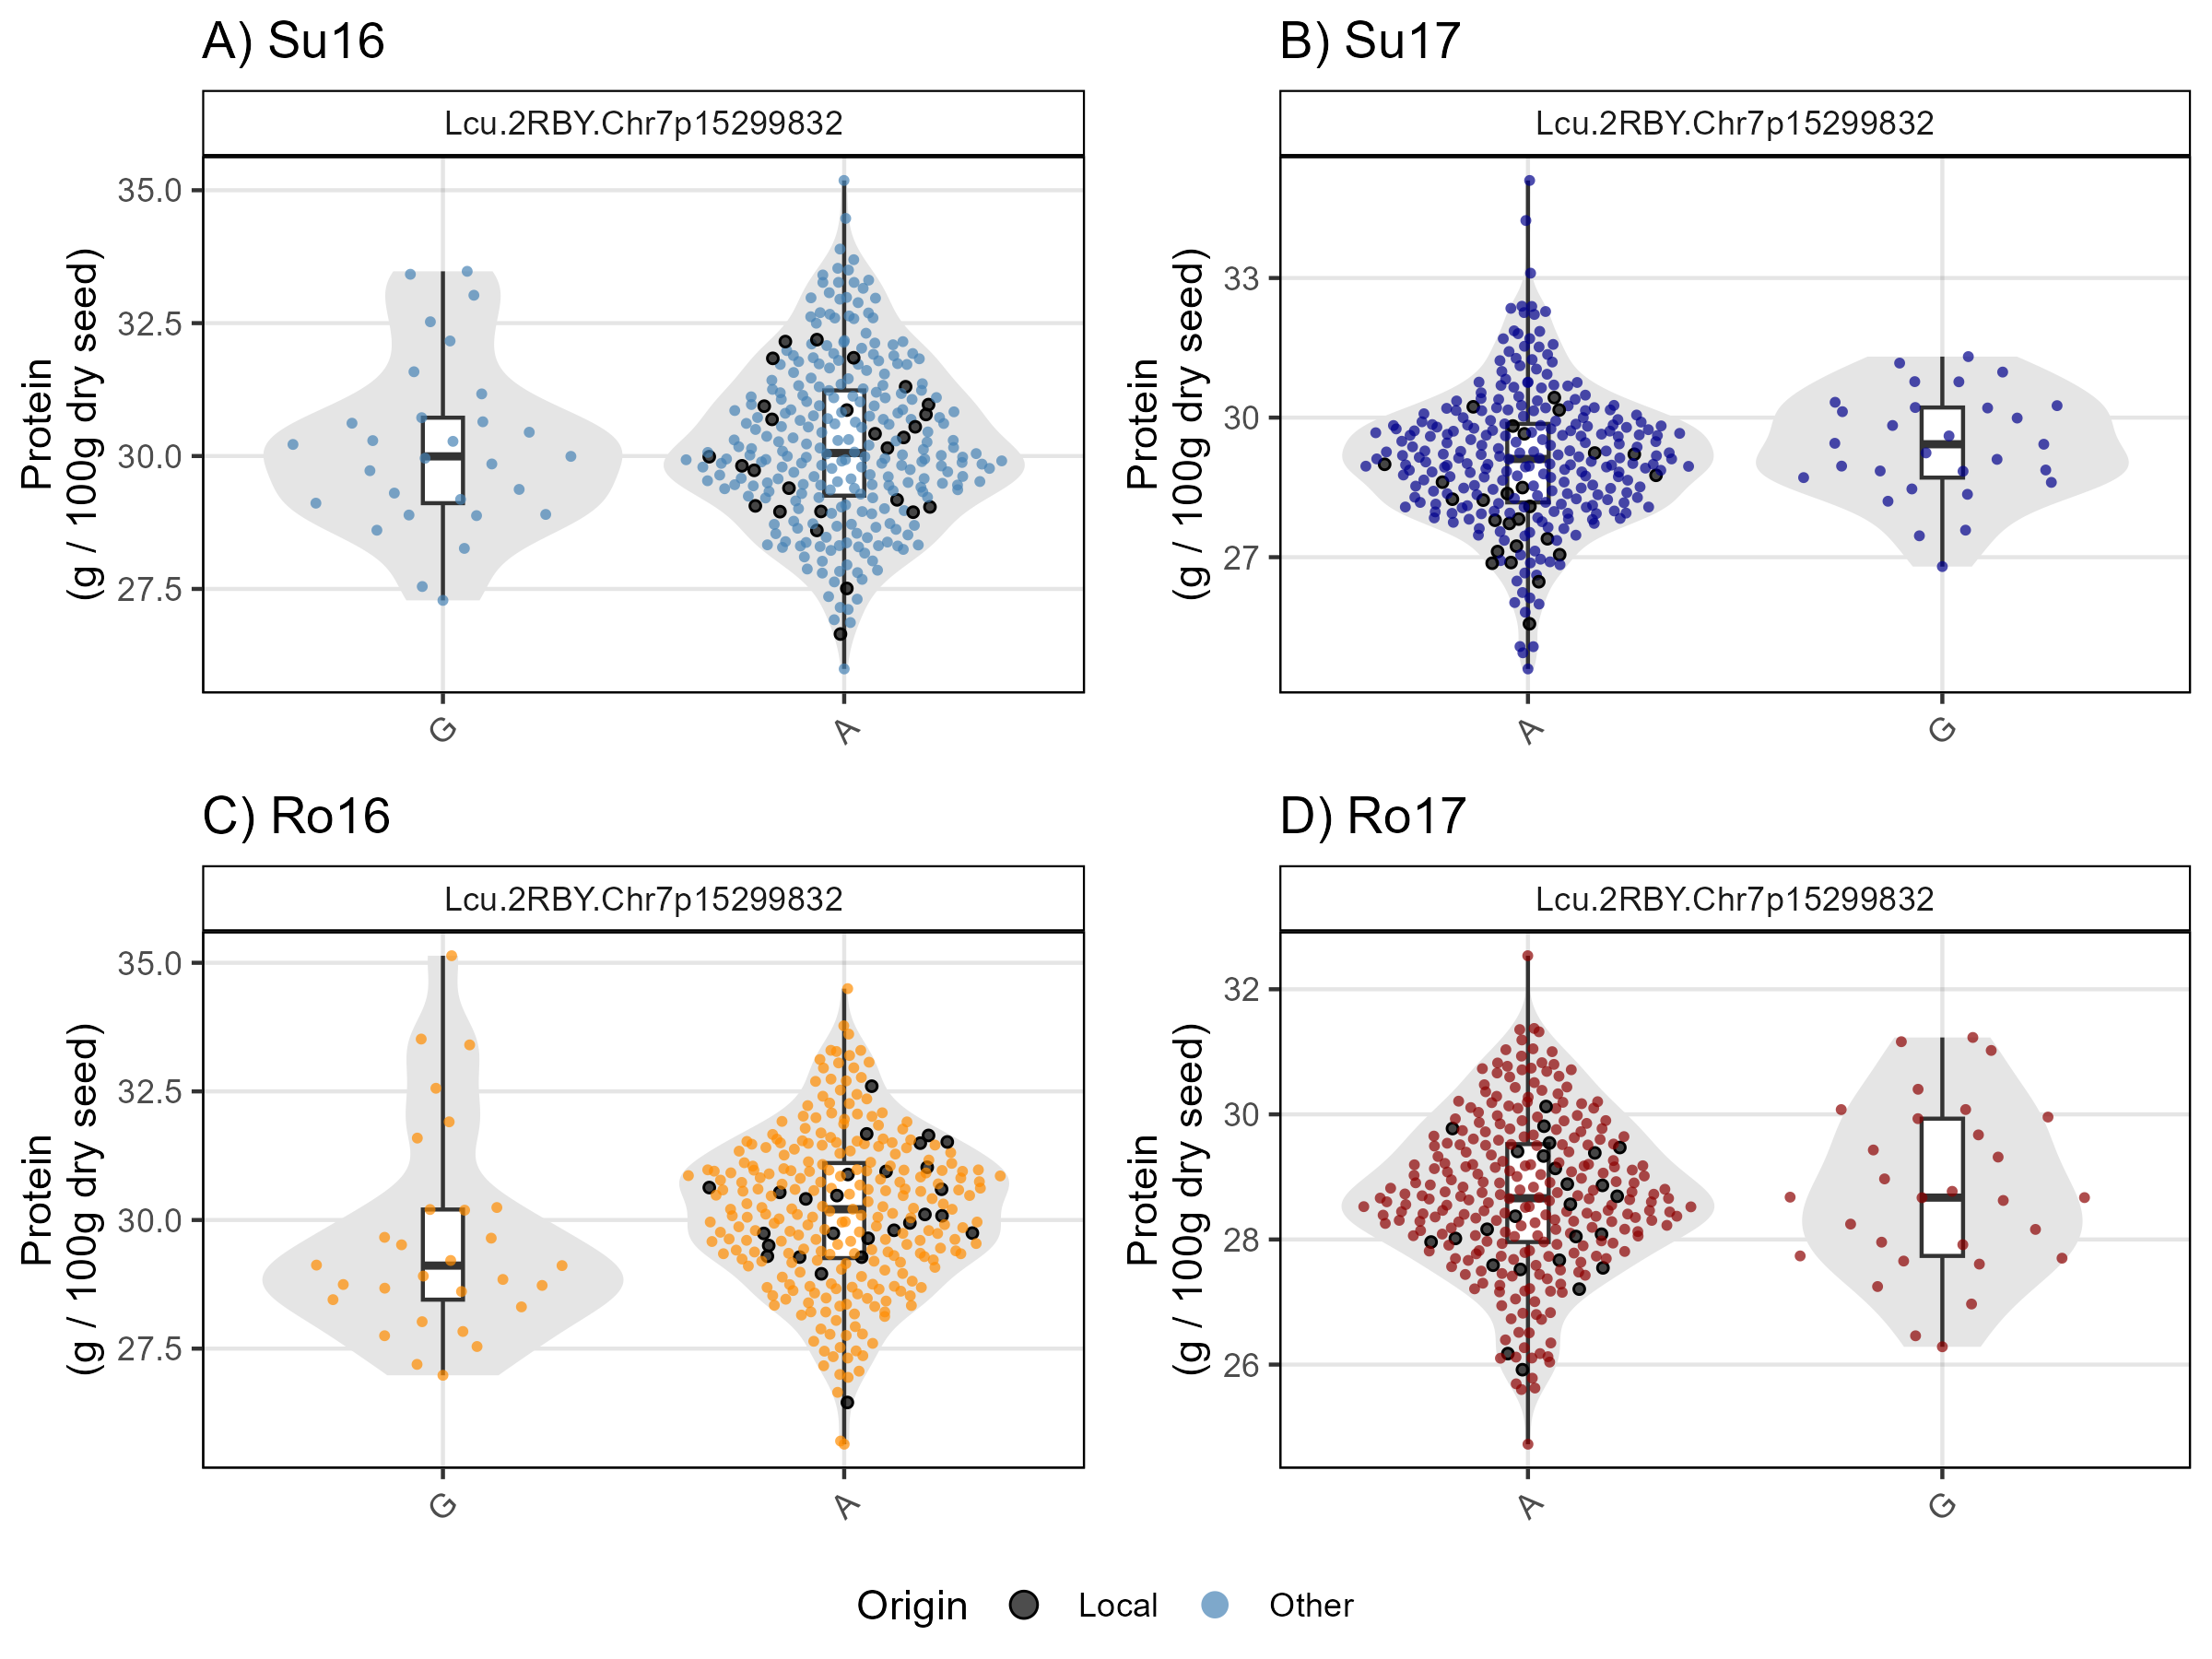 A) Su16
Lcu.2RBY.Chr7p15299832
Protein
(g / 100g dry seed)
35.0
32.5
30.0
27.5
G
A
B) Su17
Lcu.2RBY.Chr7p15299832
Protein
(g / 100g dry seed)
33
30
27
A
G
C) Ro16
Lcu.2RBY.Chr7p15299832
Protein
(g / 100g dry seed)
35.0
32.5
30.0
27.5
G
A
D) Ro17
Lcu.2RBY.Chr7p15299832
Protein
(g / 100g dry seed)
32
30
28
26
A
G
Origin Local Other